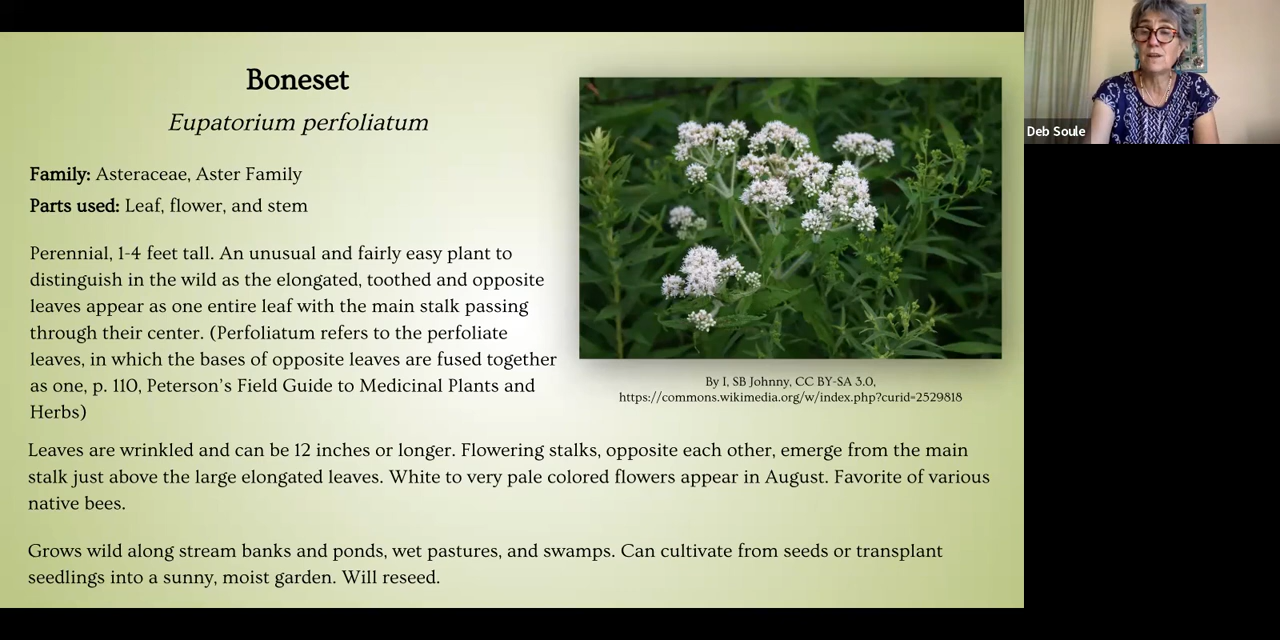 Boneset
Eupatorium perfoliatum
Family: Asteraceae, Aster Family
Parts used: Leaf, flower, and stem
Perennial, 1-4 feet tall. An unusual and fairly easy plant to
distinguish in the wild as the elongated, toothed and opposite
leaves appear as one entire leaf with the main stalk passing
through their center. (Perfoliatum refers to the perfoliate
leaves, in which the bases of opposite leaves are fused together
as one, p. 110, Peterson's Field Guide to Medicinal Plants and
Herbs)
By I, SB Johnny, CC BY-SA 3.0,
https://commons.wikimedia.org/w/index.php?curid=2529818
Leaves are wrinkled and can be 12 inches or longer. Flowering stalks, opposite each other, emerge from the main
stalk just above the large elongated leaves. White to very pale colored flowers appear in August. Favorite of various
native bees.
Grows wild along stream banks and ponds, wet pastures, and swamps. Can cultivate from seeds or transplant
seedlings into a sunny, moist garden. Will reseed.
Deb Soule